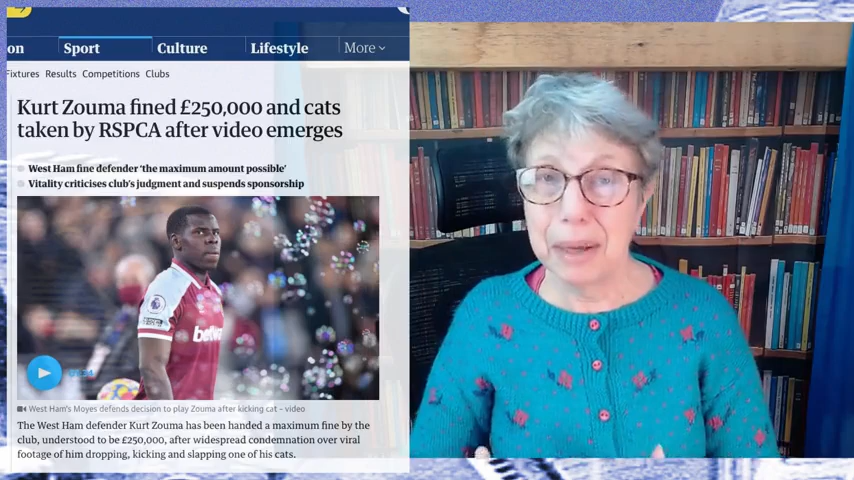 on Sport Culture Lifestyle More
Fixtures Results Competitions Clubs
Kurt Zouma fined £250,000 and cats
taken by RSPCA after video emerges
West Ham fine defender ‘the maximum amount possible’
Vitality criticises club’s judgment and suspends sponsorship
West Ham's Moyes defends decision to play Zouma after kicking cat – video
The West Ham defender Kurt Zouma has been handed a maximum fine by the
club, understood to be £250,000, after widespread condemnation over viral
footage of him dropping, kicking and slapping one of his cats.